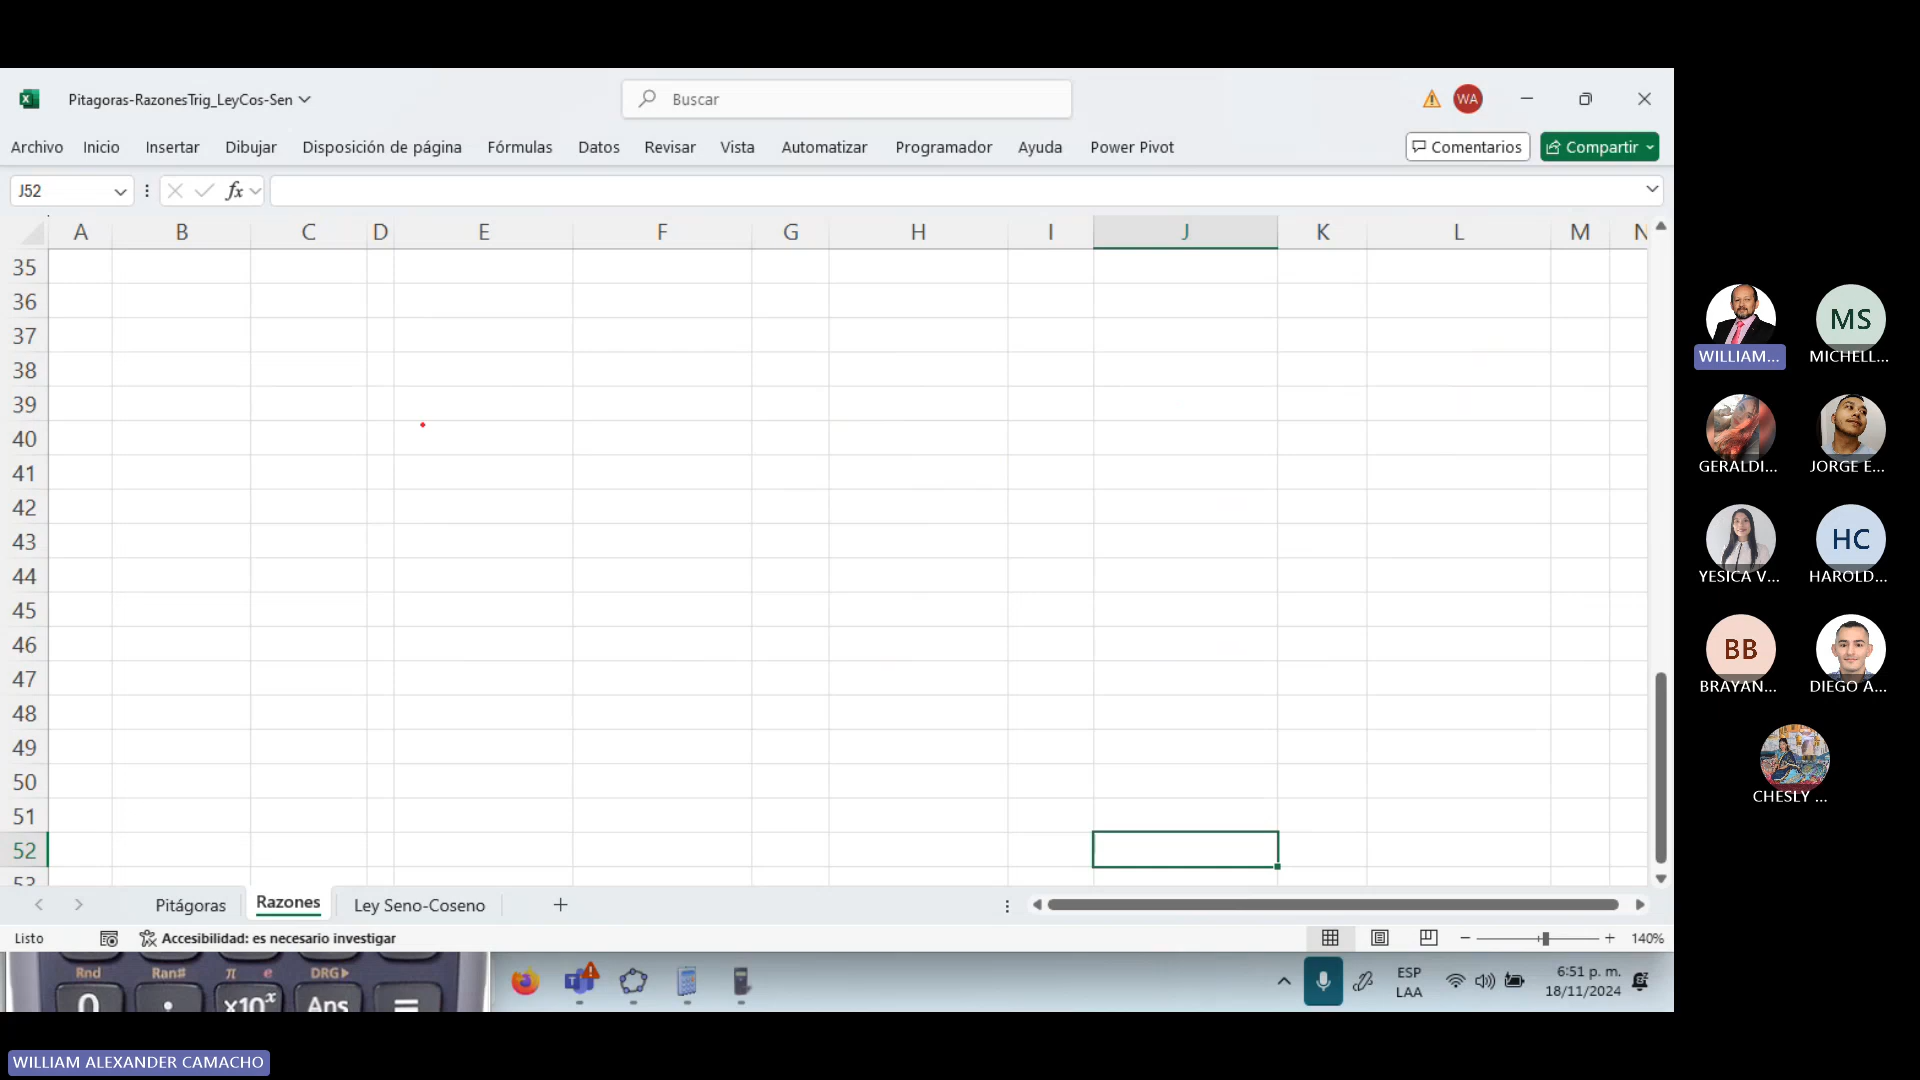 Pitagoras-RazonesTrig_LeyCos-Sen
Buscar
WA
Archivo Inicio Insertar Dibujar Disposición de página Fórmulas Datos Revisar Vista Automatizar Programador Ayuda Power Pivot Comentarios Compartir
J52 fx
A B C D E F G H I J K L M N
35
36
37
38
39
40
41
42
43
44
45
46
47
48
49
50
51
52
53
Pitágoras Razones Ley Seno-Coseno
Listo Accesibilidad: es necesario investigar 140%
Rnd Ran# π e DRG▶
0 . ×10x Ans =
ESP
LAA
6:51 p. m.
18/11/2024
WILLIAM...
MS
MICHELL...
GERALDI...
JORGE E...
YESICA V...
HC
HAROLD...
BB
BRAYAN...
DIEGO A...
CHESLY ...
WILLIAM ALEXANDER CAMACHO